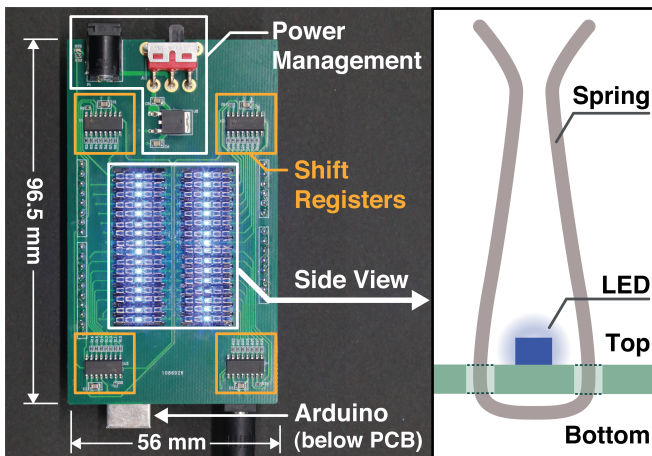 Power
Management
96.5 mm
Shift
Registers
Side View
Arduino
(below PCB)
56 mm
Spring
LED
Top
Bottom